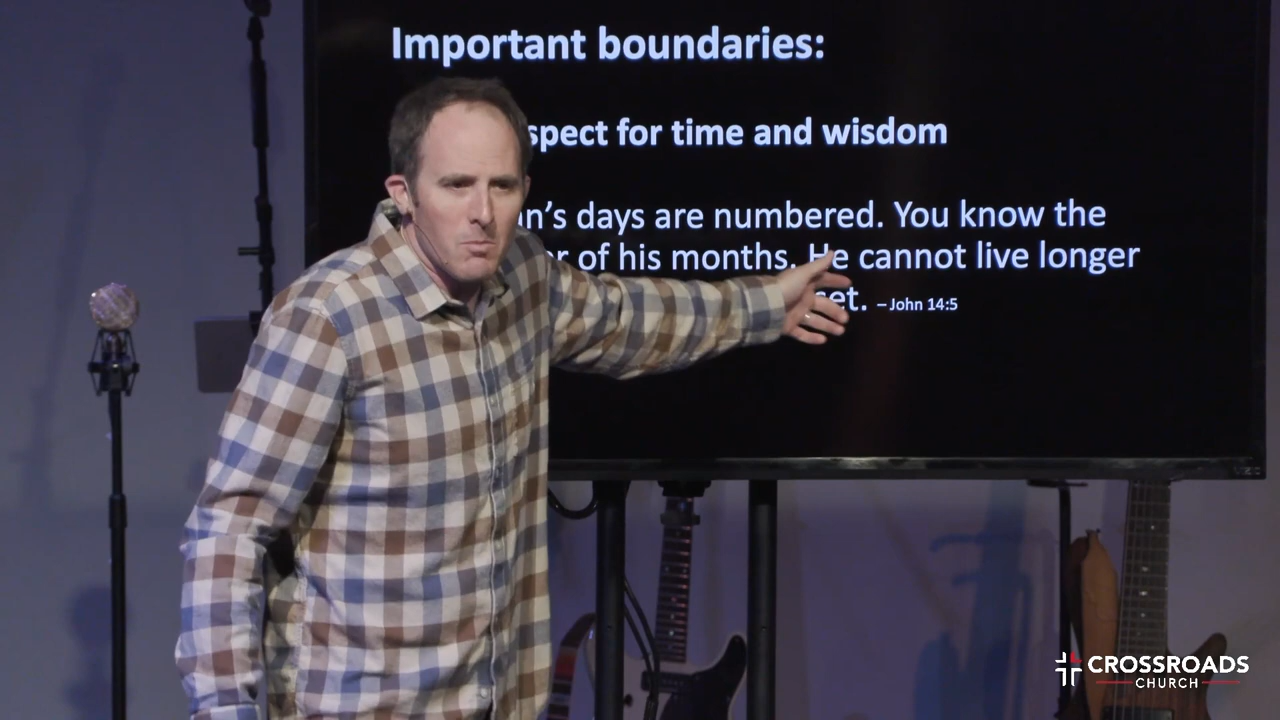 Important boundaries:
spect for time and wisdom
n's days are numbered. You know the
r of his months. He cannot live longer
set. – John 14:5
CROSSROADS
CHURCH